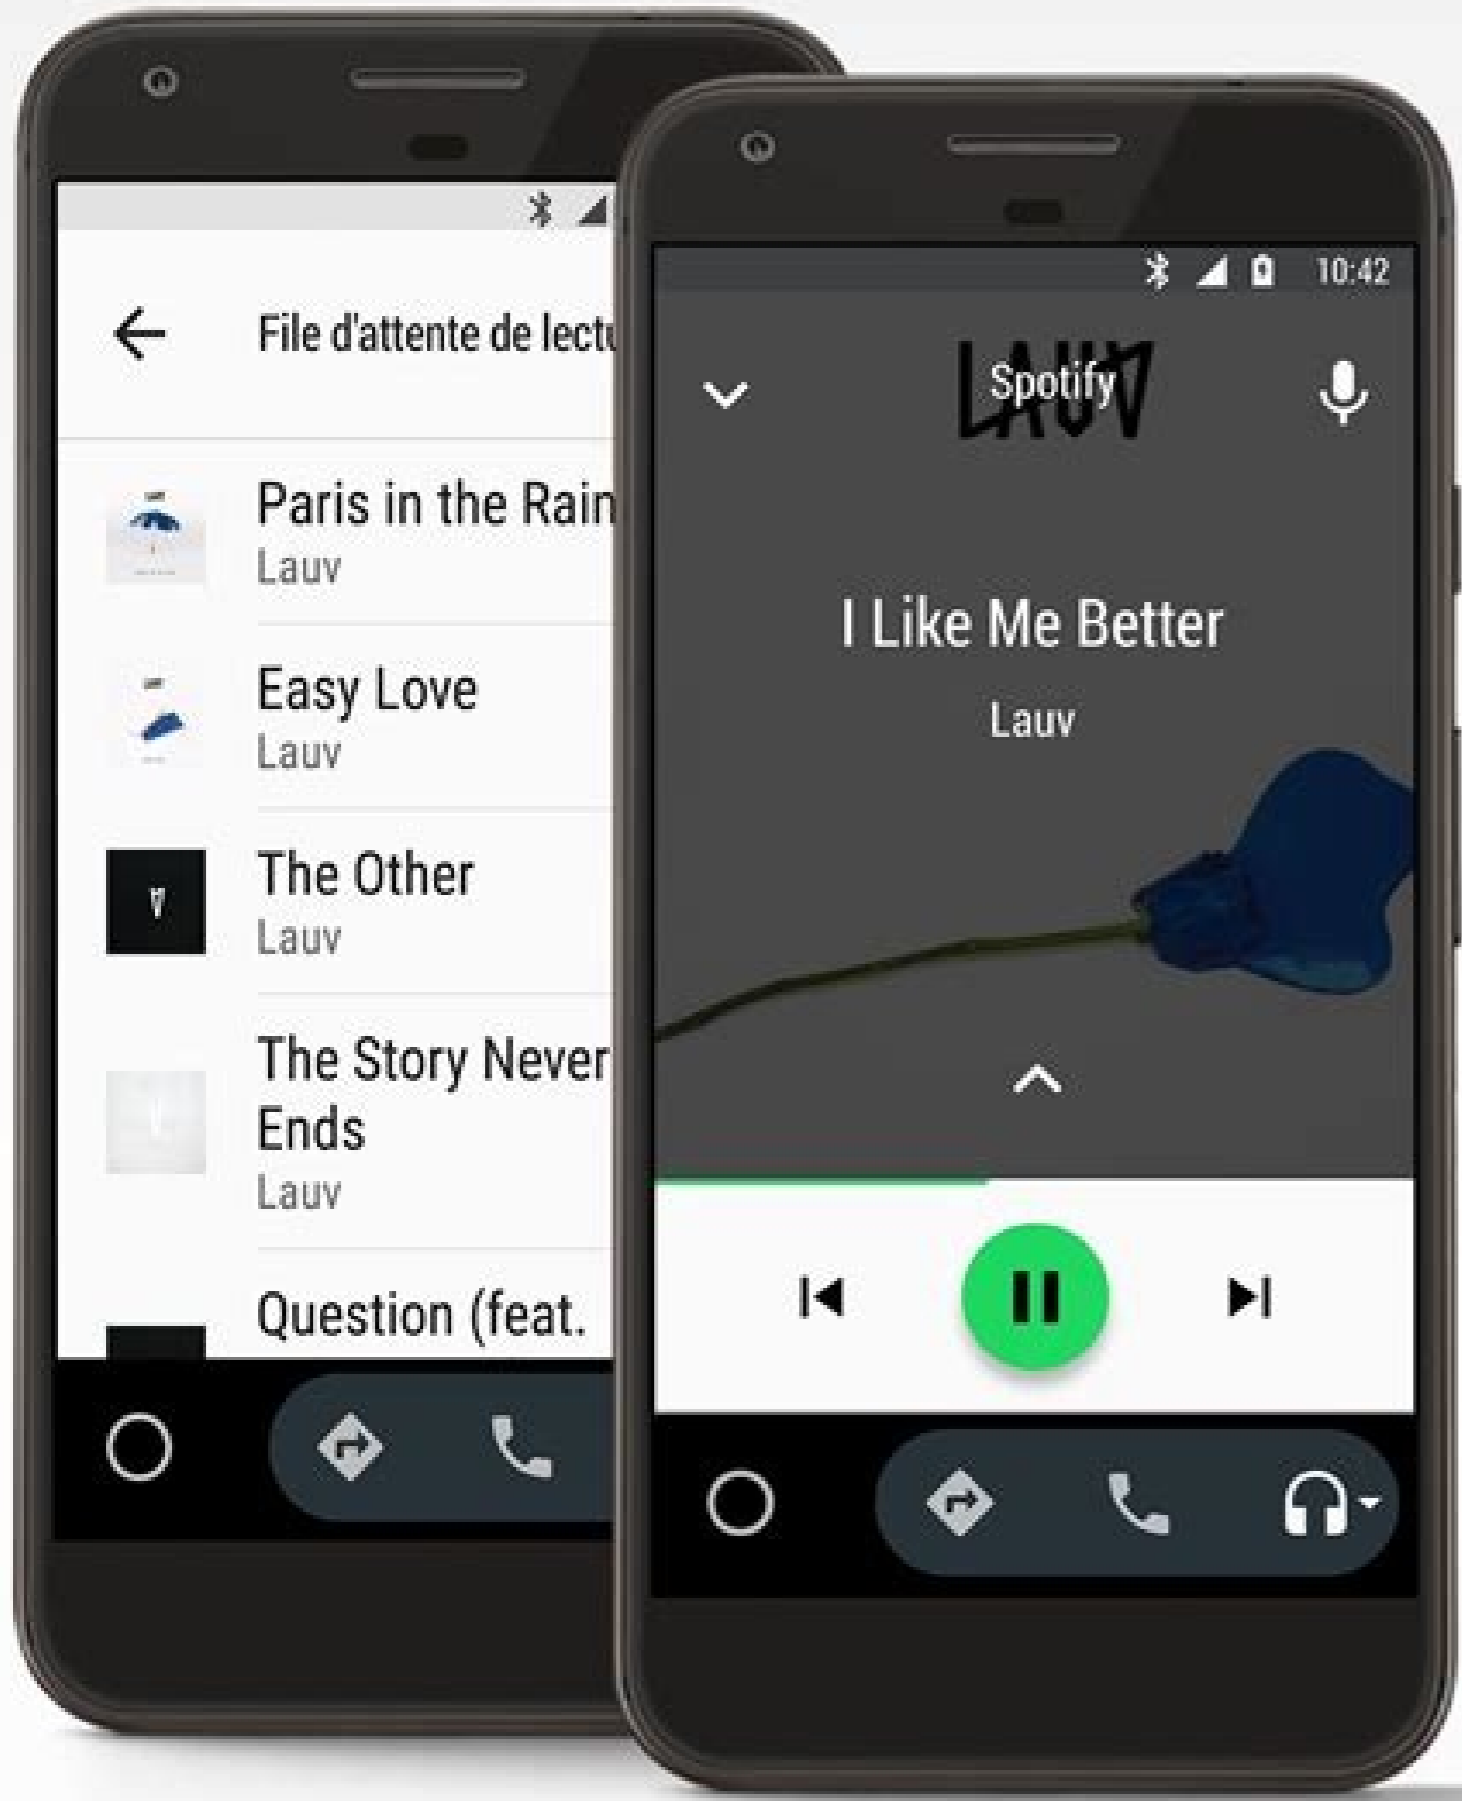 File d'attente de lectu
Paris in the Rain
Lauv
Easy Love
Lauv
The Other
Lauv
The Story Never
Ends
Lauv
Question (feat.
10:42
LAUV
Spotify
I Like Me Better
Lauv